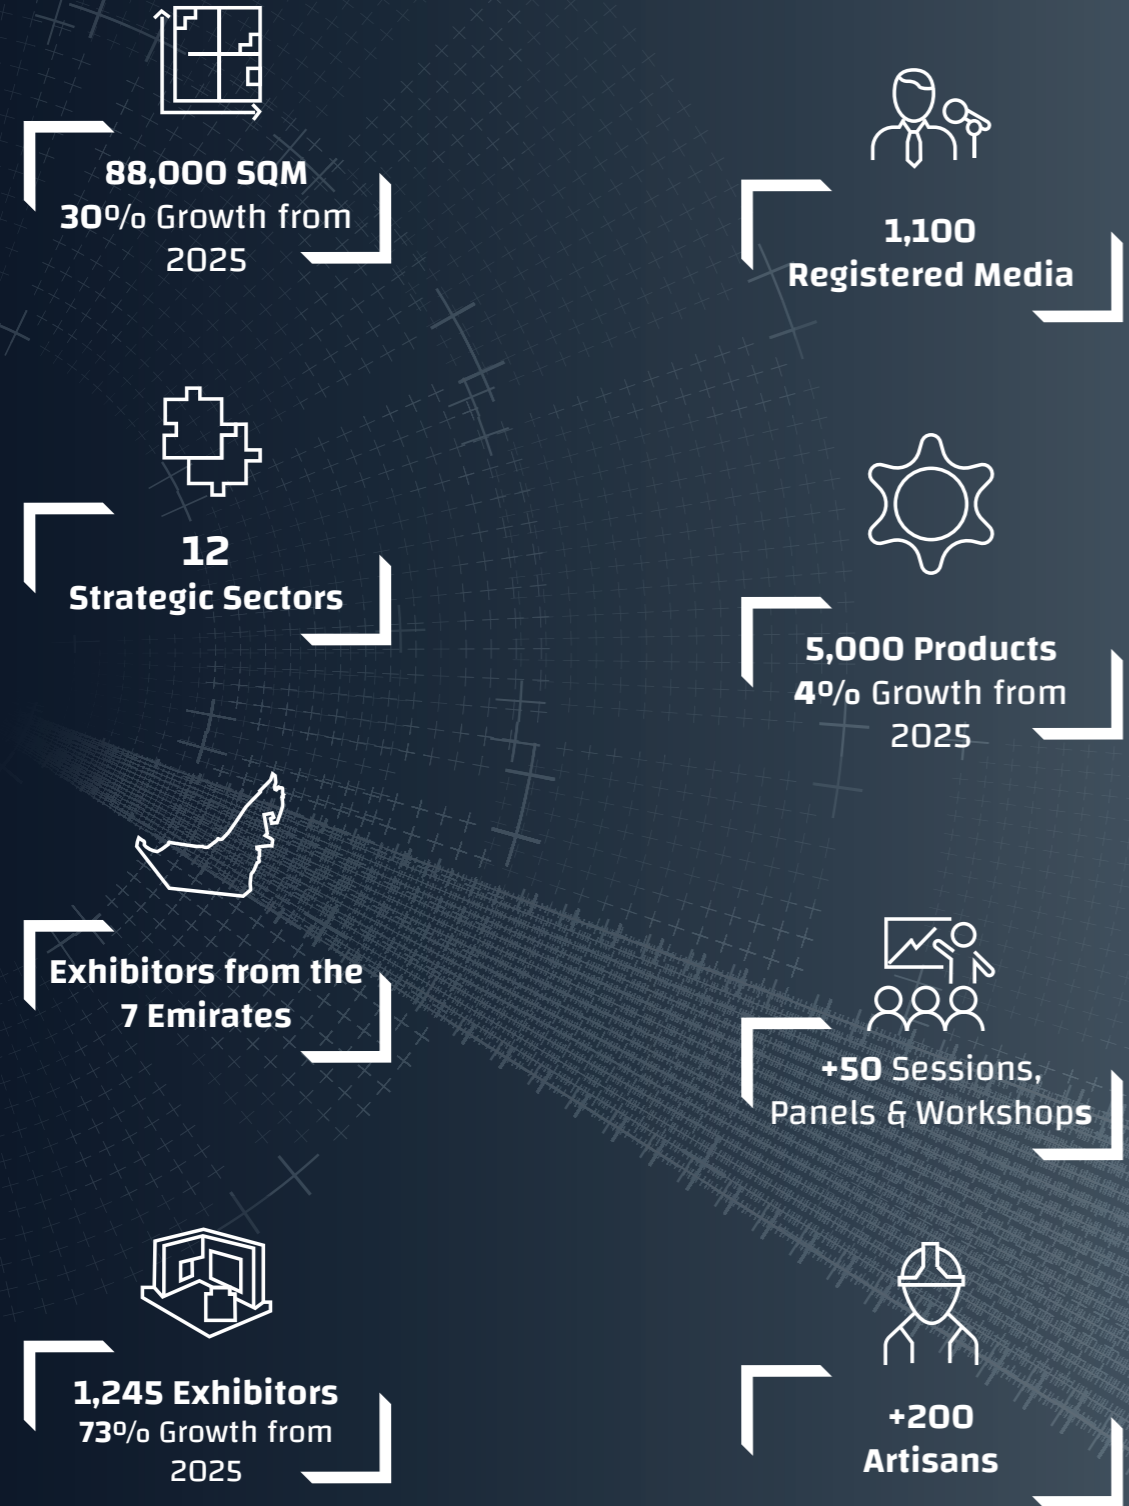 88,000 SQM
30% Growth from
2025
12
Strategic Sectors
Exhibitors from the
7 Emirates
1,245 Exhibitors
73% Growth from
2025
1,100
Registered Media
5,000 Products
4% Growth from
2025
+50 Sessions,
Panels & Workshops
+200
Artisans